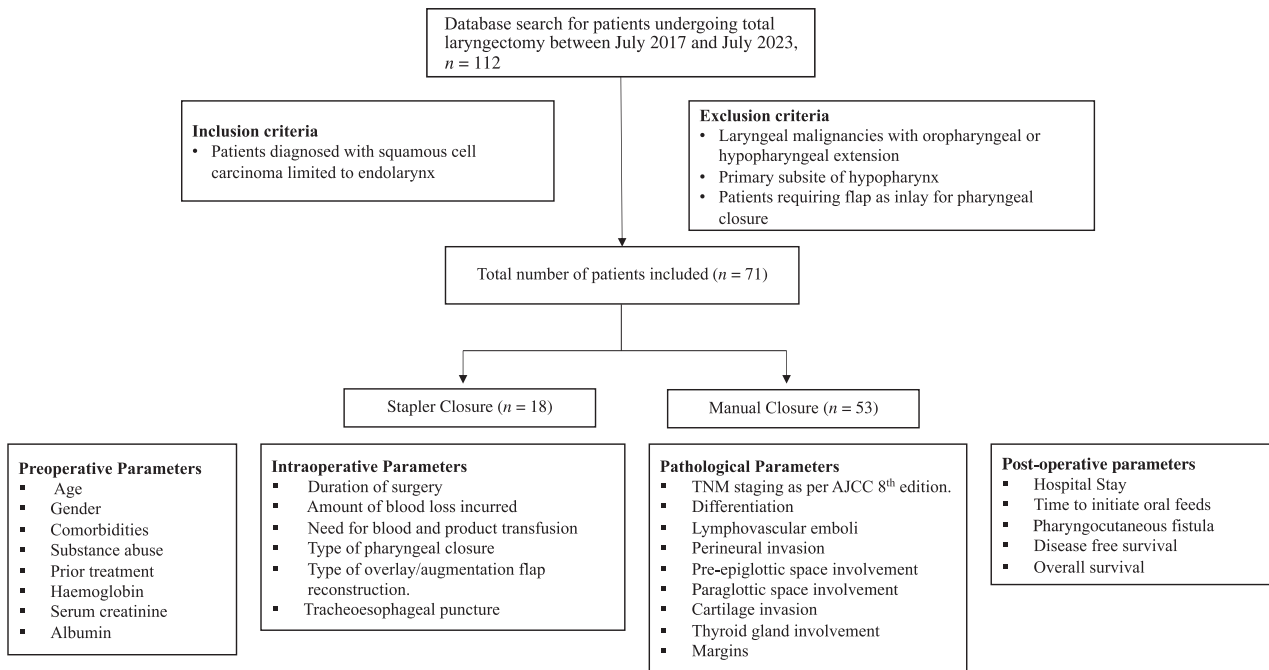 Database search for patients undergoing total
laryngectomy between July 2017 and July 2023,
n = 112
Inclusion criteria
• Patients diagnosed with squamous cell
carcinoma limited to endolarynx
Exclusion criteria
• Laryngeal malignancies with oropharyngeal or
hypopharyngeal extension
• Primary subsite of hypopharynx
• Patients requiring flap as inlay for pharyngeal
closure
Total number of patients included (n = 71)
Stapler Closure (n = 18)
Manual Closure (n = 53)
Preoperative Parameters
▪ Age
▪ Gender
▪ Comorbidities
▪ Substance abuse
▪ Prior treatment
▪ Haemoglobin
▪ Serum creatinine
▪ Albumin
Intraoperative Parameters
▪ Duration of surgery
▪ Amount of blood loss incurred
▪ Need for blood and product transfusion
▪ Type of pharyngeal closure
▪ Type of overlay/augmentation flap
reconstruction.
▪ Tracheoesophageal puncture
Pathological Parameters
▪ TNM staging as per AJCC 8th edition.
▪ Differentiation
▪ Lymphovascular emboli
▪ Perineural invasion
▪ Pre-epiglottic space involvement
▪ Paraglottic space involvement
▪ Cartilage invasion
▪ Thyroid gland involvement
▪ Margins
Post-operative parameters
▪ Hospital Stay
▪ Time to initiate oral feeds
▪ Pharyngocutaneous fistula
▪ Disease free survival
▪ Overall survival